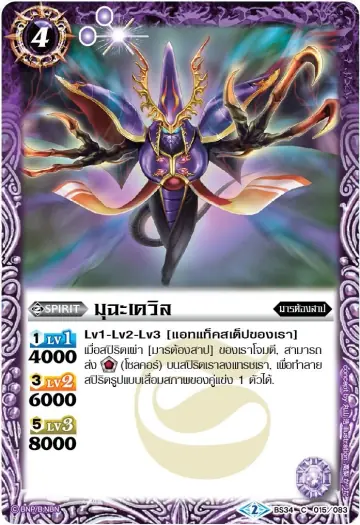 4
② SPIRIT มุฉะเดวิล มารต้องสาป
1 LV1 4000
3 LV2 6000
5 LV3 8000
Lv1-Lv2-Lv3 [แอทแท็คสเต็ปของเรา]
เมื่อสปิริตเผ่า [มารต้องสาป] ของเราโจมตี, สามารถ
ส่ง (โซลคอร์) บนสปิริตเราลงแทรชเรา, เพื่อทำลาย
สปิริตรูปแบบเสื่อมสภาพของคู่แข่ง 1 ตัวได้.
© BNP/B,NBN
2 BS34 C 015/083